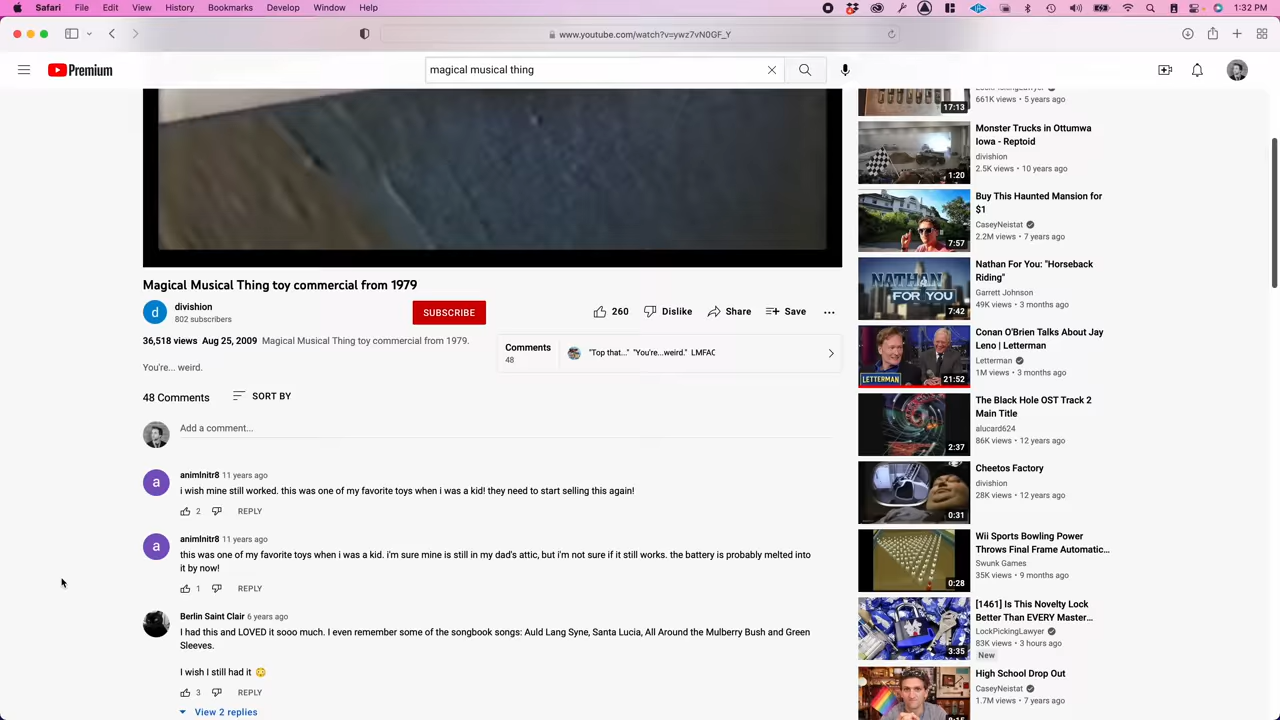 Safari File Edit View History Bookmarks Develop Window Help 1:32 PM
www.youtube.com/watch?v=ywz7vN0GF_Y
Premium
magical musical thing
17:13
661K views • 5 years ago
Monster Trucks in Ottumwa
Iowa - Reptoid
divishion
2.5K views • 10 years ago
1:20
Buy This Haunted Mansion for
$1
CaseyNeistat
2.2M views • 7 years ago
7:57
NATHAN
FOR YOU
Nathan For You: "Horseback
Riding"
Garrett Johnson
49K views • 3 months ago
7:42
Conan O'Brien Talks About Jay
Leno | Letterman
Letterman
1M views • 3 months ago
LETTERMAN
21:52
The Black Hole OST Track 2
Main Title
alucard624
86K views • 12 years ago
2:37
Cheetos Factory
divishion
28K views • 12 years ago
0:31
Wii Sports Bowling Power
Throws Final Frame Automatic...
Swunk Games
35K views • 9 months ago
0:28
[1461] Is This Novelty Lock
Better Than EVERY Master...
LockPickingLawyer
83K views • 3 hours ago
New
3:35
High School Drop Out
CaseyNeistat
1.7M views • 7 years ago
Magical Musical Thing toy commercial from 1979
d
divishion
802 subscribers
SUBSCRIBE
260 Dislike Share Save
36,518 views Aug 25, 2009 Magical Musical Thing toy commercial from 1979.
You're... weird.
Comments
48
"Top that..." "You're...weird." LMFAO
48 Comments SORT BY
Add a comment...
a
animInitr8 11 years ago
i wish mine still worked. this was one of my favorite toys when i was a kid! they need to start selling this again!
2 REPLY
a
animInitr8 11 years ago
this was one of my favorite toys when i was a kid. i'm sure mine is still in my dad's attic, but i'm not sure if it still works. the battery is probably melted into
it by now!
1 REPLY
Berlin Saint Clair 6 years ago
I had this and LOVED it sooo much. I even remember some of the songbook songs: Auld Lang Syne, Santa Lucia, All Around the Mulberry Bush and Green
Sleeves.
I wish I still had it 😳
3 REPLY
View 2 replies